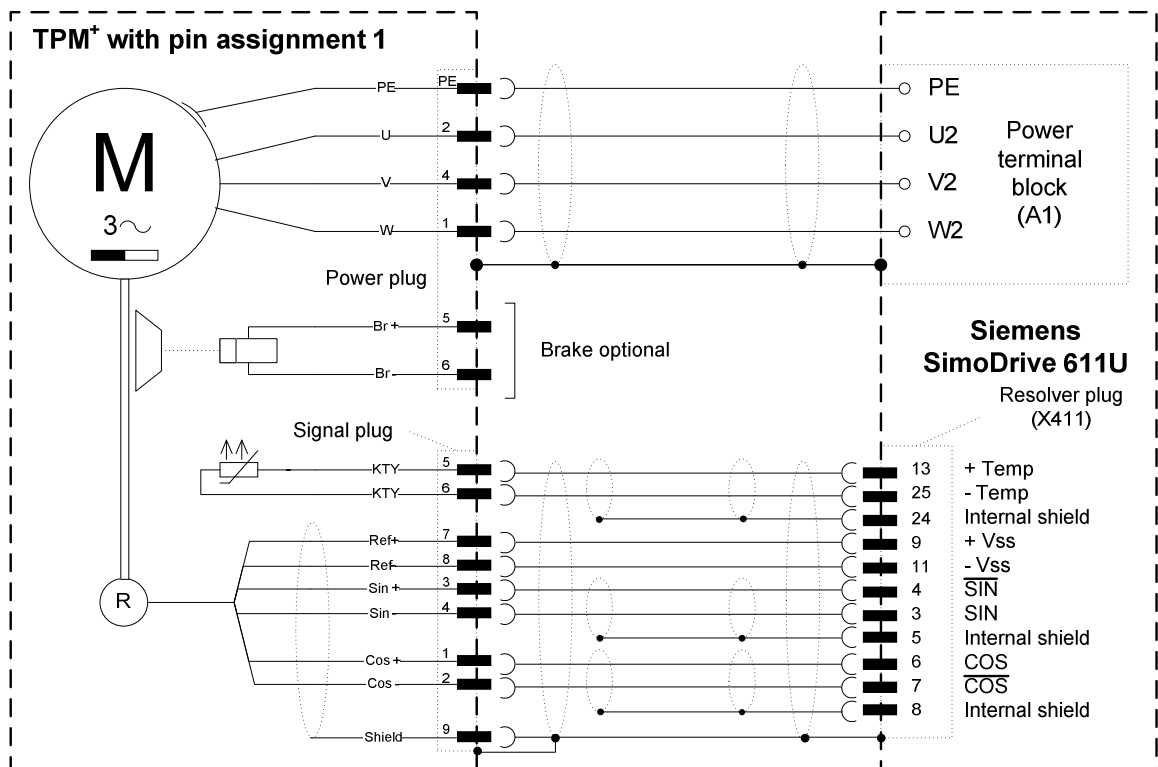 TPM⁺ with pin assignment 1
PE PE PE
U 2 U2
V 4 V2
W 1 W2
M
3~
Power
terminal
block
(A1)
Power plug
Br+ 5
Br- 6
Brake optional
Siemens
SimoDrive 611U
Resolver plug
(X411)
Signal plug
KTY 5 13 + Temp
KTY 6 25 - Temp
24 Internal shield
Ref+ 7 9 + Vss
Ref- 8 11 - Vss
Sin+ 3 4 S̅I̅N̅
Sin- 4 3 SIN
5 Internal shield
R
Cos+ 1 6 COS
Cos- 2 7 C̅O̅S̅
8 Internal shield
Shield 9